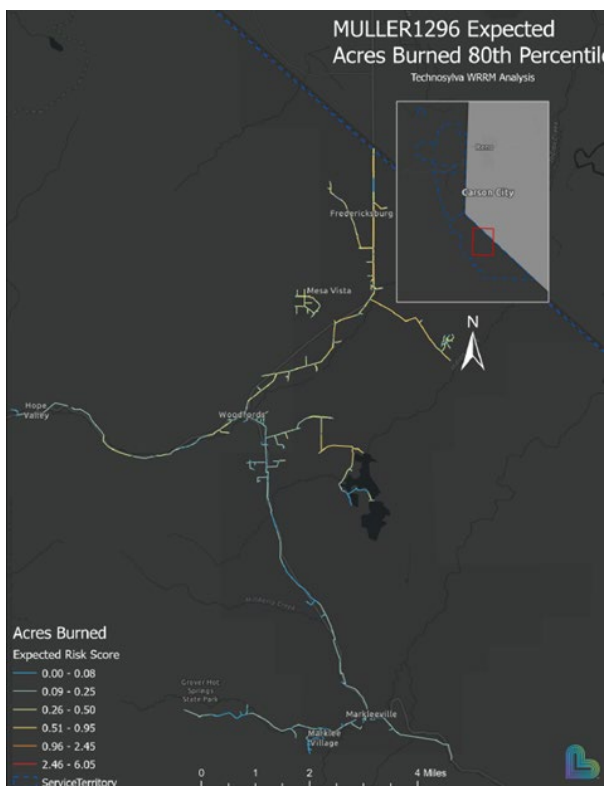 MULLER1296 Expected
Acres Burned 80th Percentile
Technosylva WRRM Analysis
Reno
Carson City
Fredericksburg
Mesa Vista
N
Hope
Valley
Woodfords
Acres Burned
Expected Risk Score
0.00 - 0.08
0.09 - 0.25
0.26 - 0.50
0.51 - 0.95
0.96 - 2.45
2.46 - 6.05
ServiceTerritory
Grover Hot
Springs
State Park
Markleeville
Marklee
Village
0 1 2 4 Miles